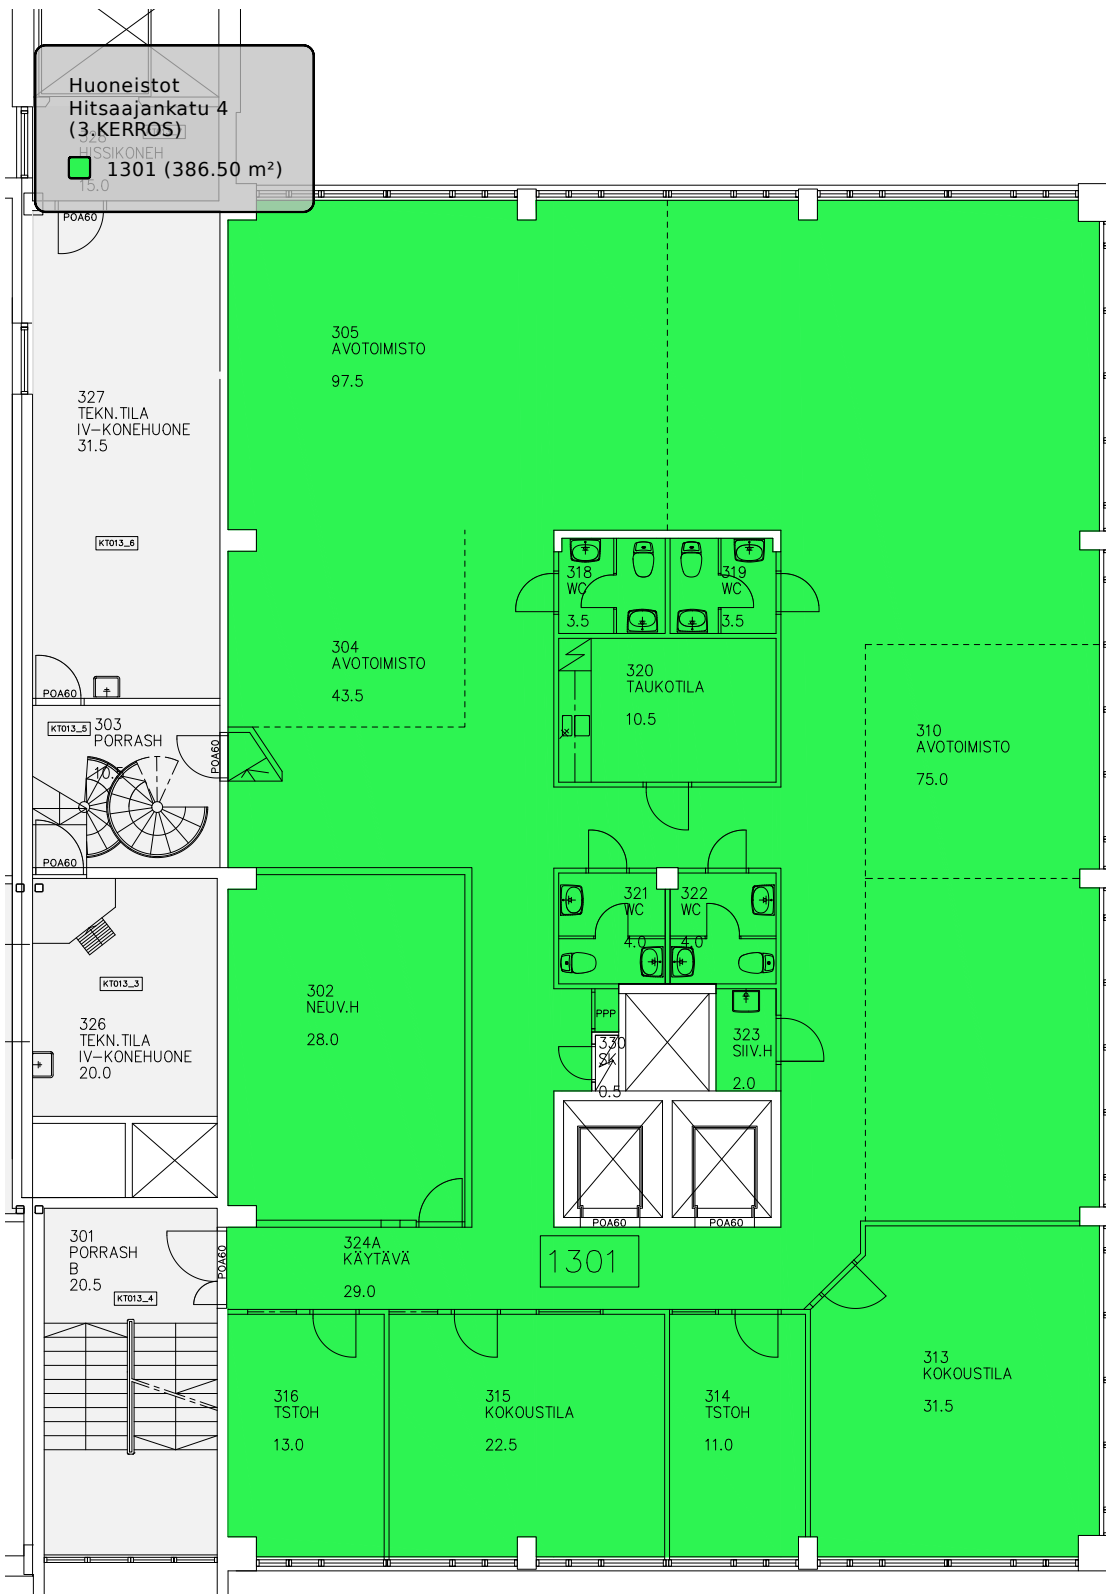 Huoneistot
Hitsaajankatu 4
(3.KERROS)
1301 (386.50 m²)
328
HISSIKONEH
15.0
POA60
305
AVOTOIMISTO
97.5
327
TEKN.TILA
IV-KONEHUONE
31.5
KT013_6
318
WC
3.5
319
WC
3.5
304
AVOTOIMISTO
43.5
320
TAUKOTILA
10.5
POA60
KT013_5
303
PORRASH
10.5
POA60
310
AVOTOIMISTO
75.0
POA60
321
WC
4.0
322
WC
4.0
KT013_3
302
NEUV.H
28.0
326
TEKN.TILA
IV-KONEHUONE
20.0
PPP
330
SK
0.5
323
SIIV.H
2.0
POA60
POA60
301
PORRASH
B
20.5
POA60
KT013_4
324A
KÄYTÄVÄ
29.0
1301
313
KOKOUSTILA
31.5
316
TSTOH
13.0
315
KOKOUSTILA
22.5
314
TSTOH
11.0